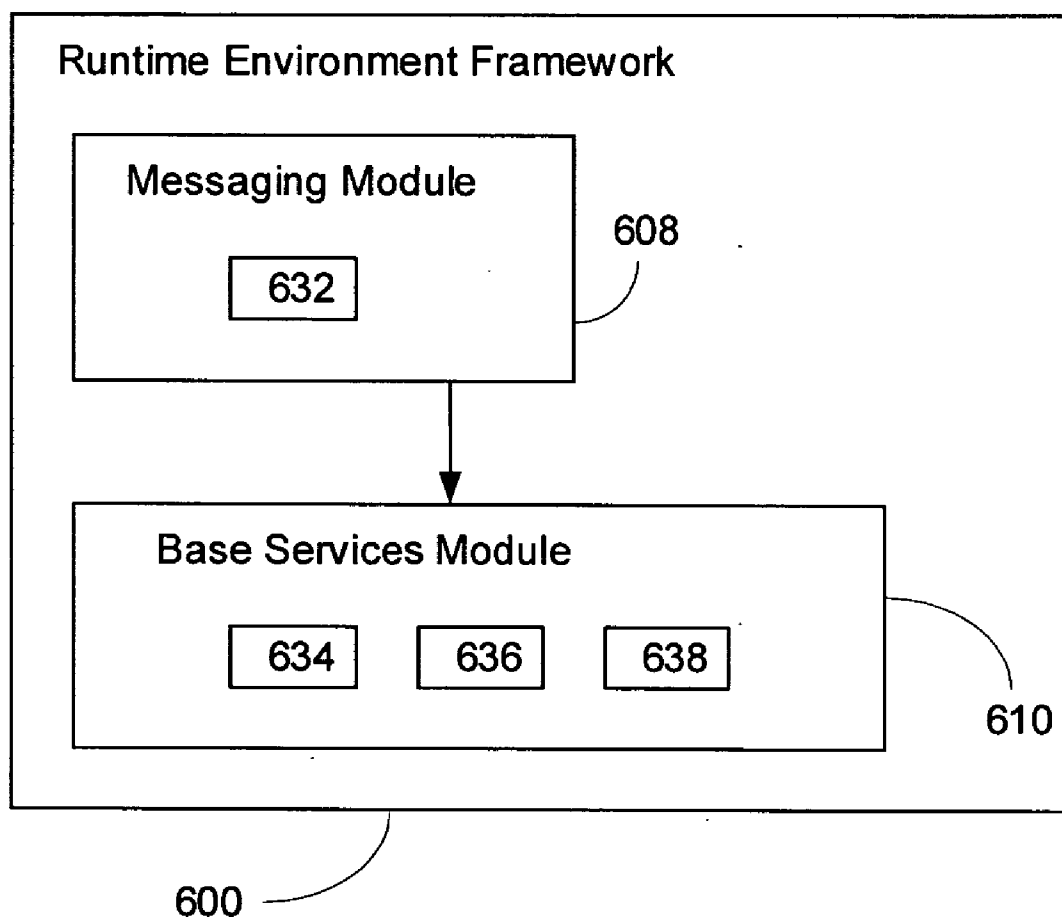 Runtime Environment Framework
Messaging Module
608
632
Base Services Module
634 636 638
610
600